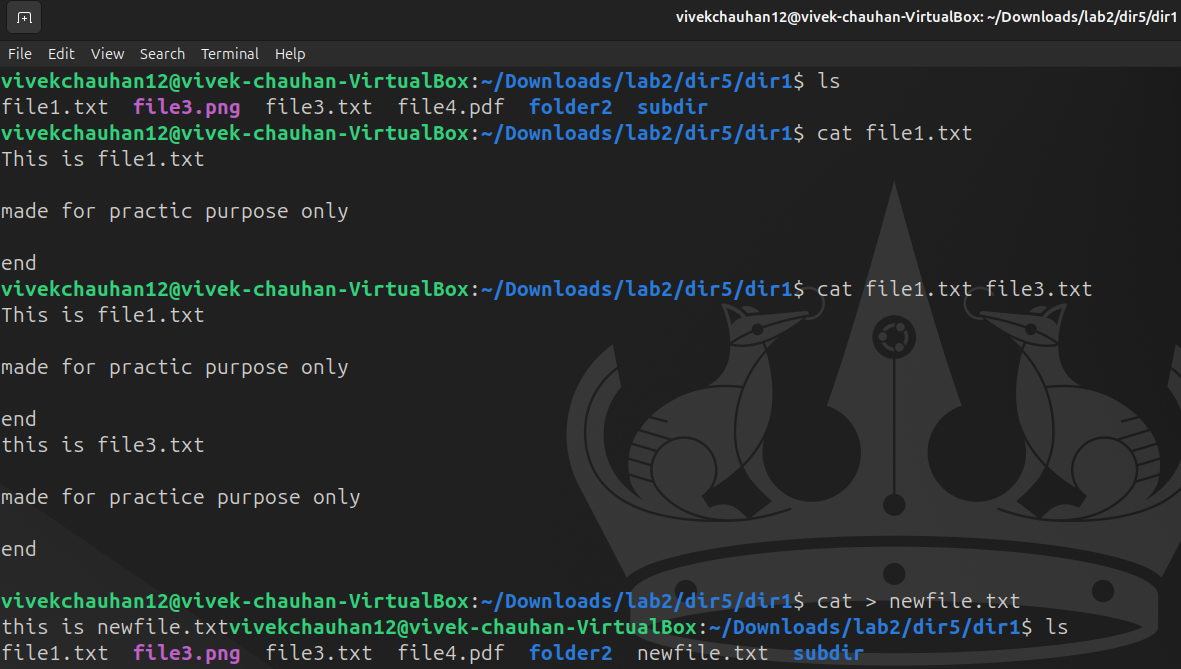 vivekchauhan12@vivek-chauhan-VirtualBox: ~/Downloads/lab2/dir5/dir1
File Edit View Search Terminal Help
vivekchauhan12@vivek-chauhan-VirtualBox:~/Downloads/lab2/dir5/dir1$ ls
file1.txt  file3.png  file3.txt  file4.pdf  folder2  subdir
vivekchauhan12@vivek-chauhan-VirtualBox:~/Downloads/lab2/dir5/dir1$ cat file1.txt
This is file1.txt

made for practic purpose only

end
vivekchauhan12@vivek-chauhan-VirtualBox:~/Downloads/lab2/dir5/dir1$ cat file1.txt file3.txt
This is file1.txt

made for practic purpose only

end
this is file3.txt

made for practice purpose only

end

vivekchauhan12@vivek-chauhan-VirtualBox:~/Downloads/lab2/dir5/dir1$ cat > newfile.txt
this is newfile.txtvivekchauhan12@vivek-chauhan-VirtualBox:~/Downloads/lab2/dir5/dir1$ ls
file1.txt  file3.png  file3.txt  file4.pdf  folder2  newfile.txt  subdir